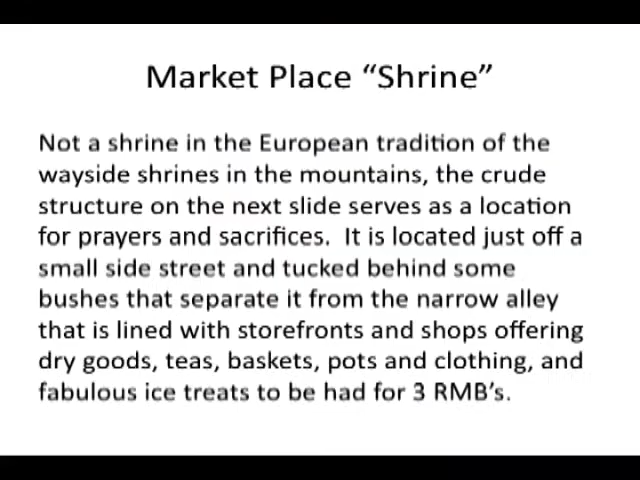 Market Place “Shrine”
Not a shrine in the European tradition of the
wayside shrines in the mountains, the crude
structure on the next slide serves as a location
for prayers and sacrifices.  It is located just off a
small side street and tucked behind some
bushes that separate it from the narrow alley
that is lined with storefronts and shops offering
dry goods, teas, baskets, pots and clothing, and
fabulous ice treats to be had for 3 RMB’s.